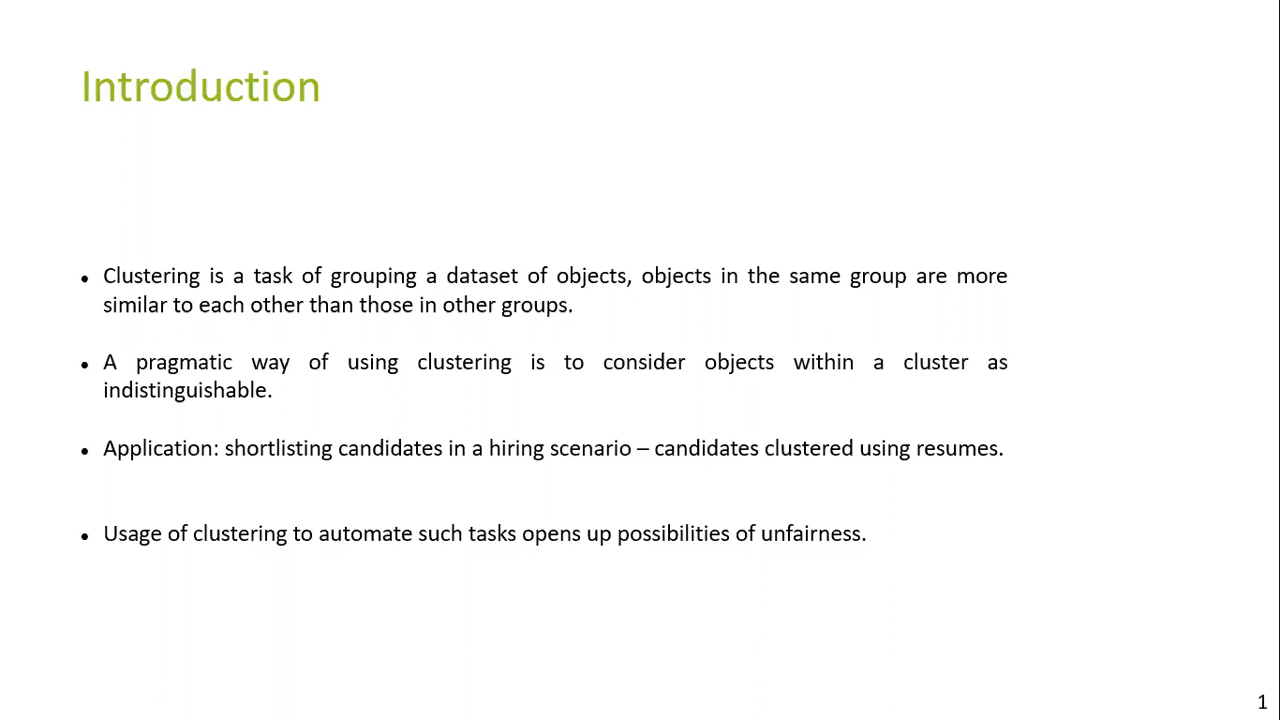 Introduction
• Clustering is a task of grouping a dataset of objects, objects in the same group are more
similar to each other than those in other groups.
• A pragmatic way of using clustering is to consider objects within a cluster as
indistinguishable.
• Application: shortlisting candidates in a hiring scenario – candidates clustered using resumes.
• Usage of clustering to automate such tasks opens up possibilities of unfairness.
1